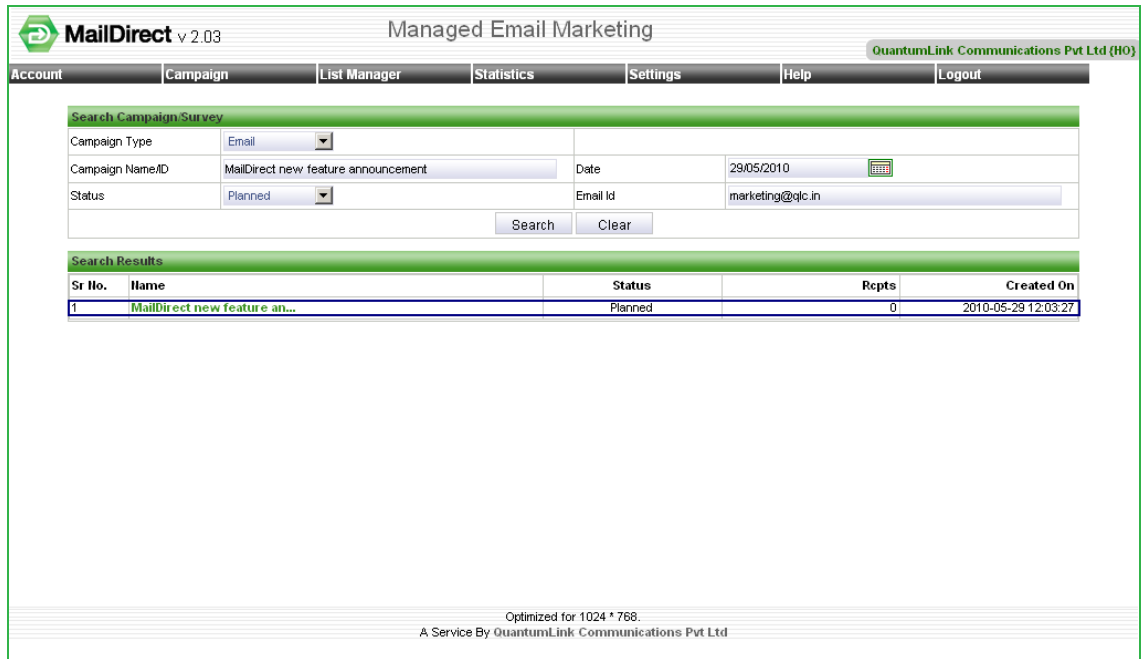 MailDirect v 2.03
Managed Email Marketing
QuantumLink Communications Pvt Ltd {HO}
Account Campaign List Manager Statistics Settings Help Logout
Search Campaign/Survey
Campaign Type Email
Campaign Name/ID MailDirect new feature announcement Date 29/05/2010
Status Planned Email Id marketing@qlc.in
Search Clear
Search Results
Sr No. Name Status Rcpts Created On
1 MailDirect new feature an... Planned 0 2010-05-29 12:03:27
Optimized for 1024 * 768.
A Service By QuantumLink Communications Pvt Ltd